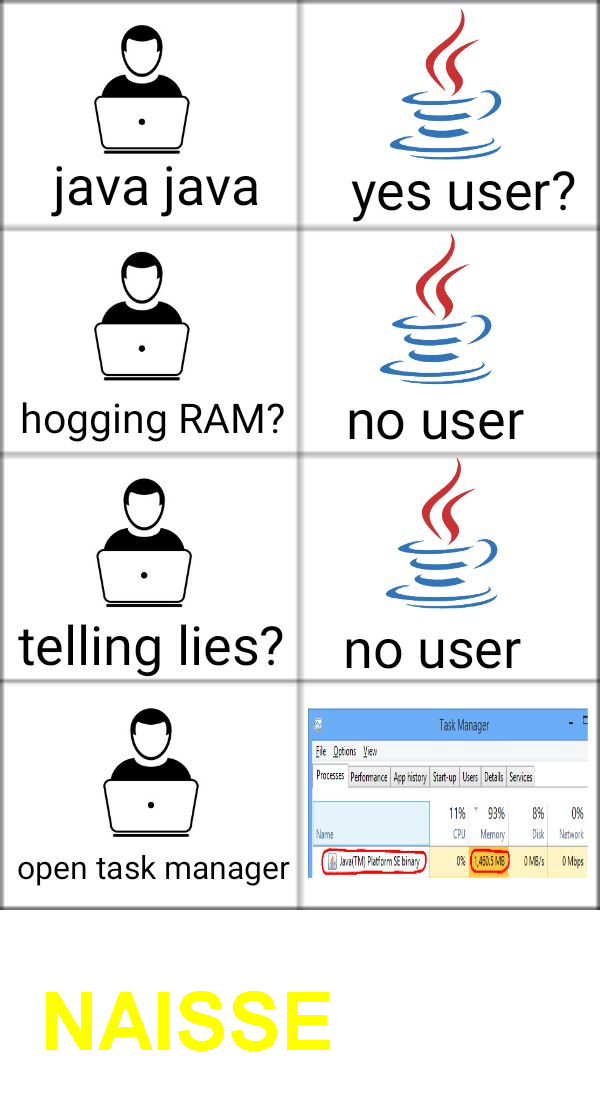 java java
yes user?
hogging RAM?
no user
telling lies?
no user
open task manager
Task Manager
File Options View
Processes Performance App history Start-up Users Details Services
11% 93% 8% 0%
Name CPU Memory Disk Network
Java(TM) Platform SE binary 0% 1,460.5 MB 0 MB/s 0 Mbps
NAISSE